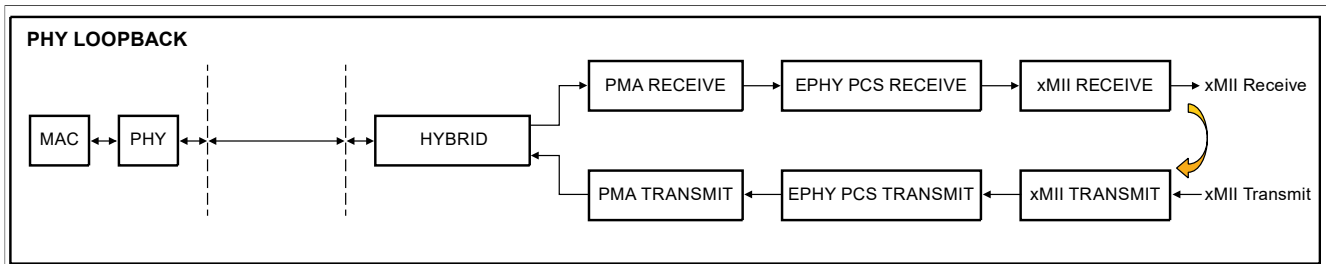 PHY LOOPBACK
PMA RECEIVE
EPHY PCS RECEIVE
xMII RECEIVE
xMII Receive
MAC
PHY
HYBRID
PMA TRANSMIT
EPHY PCS TRANSMIT
xMII TRANSMIT
xMII Transmit